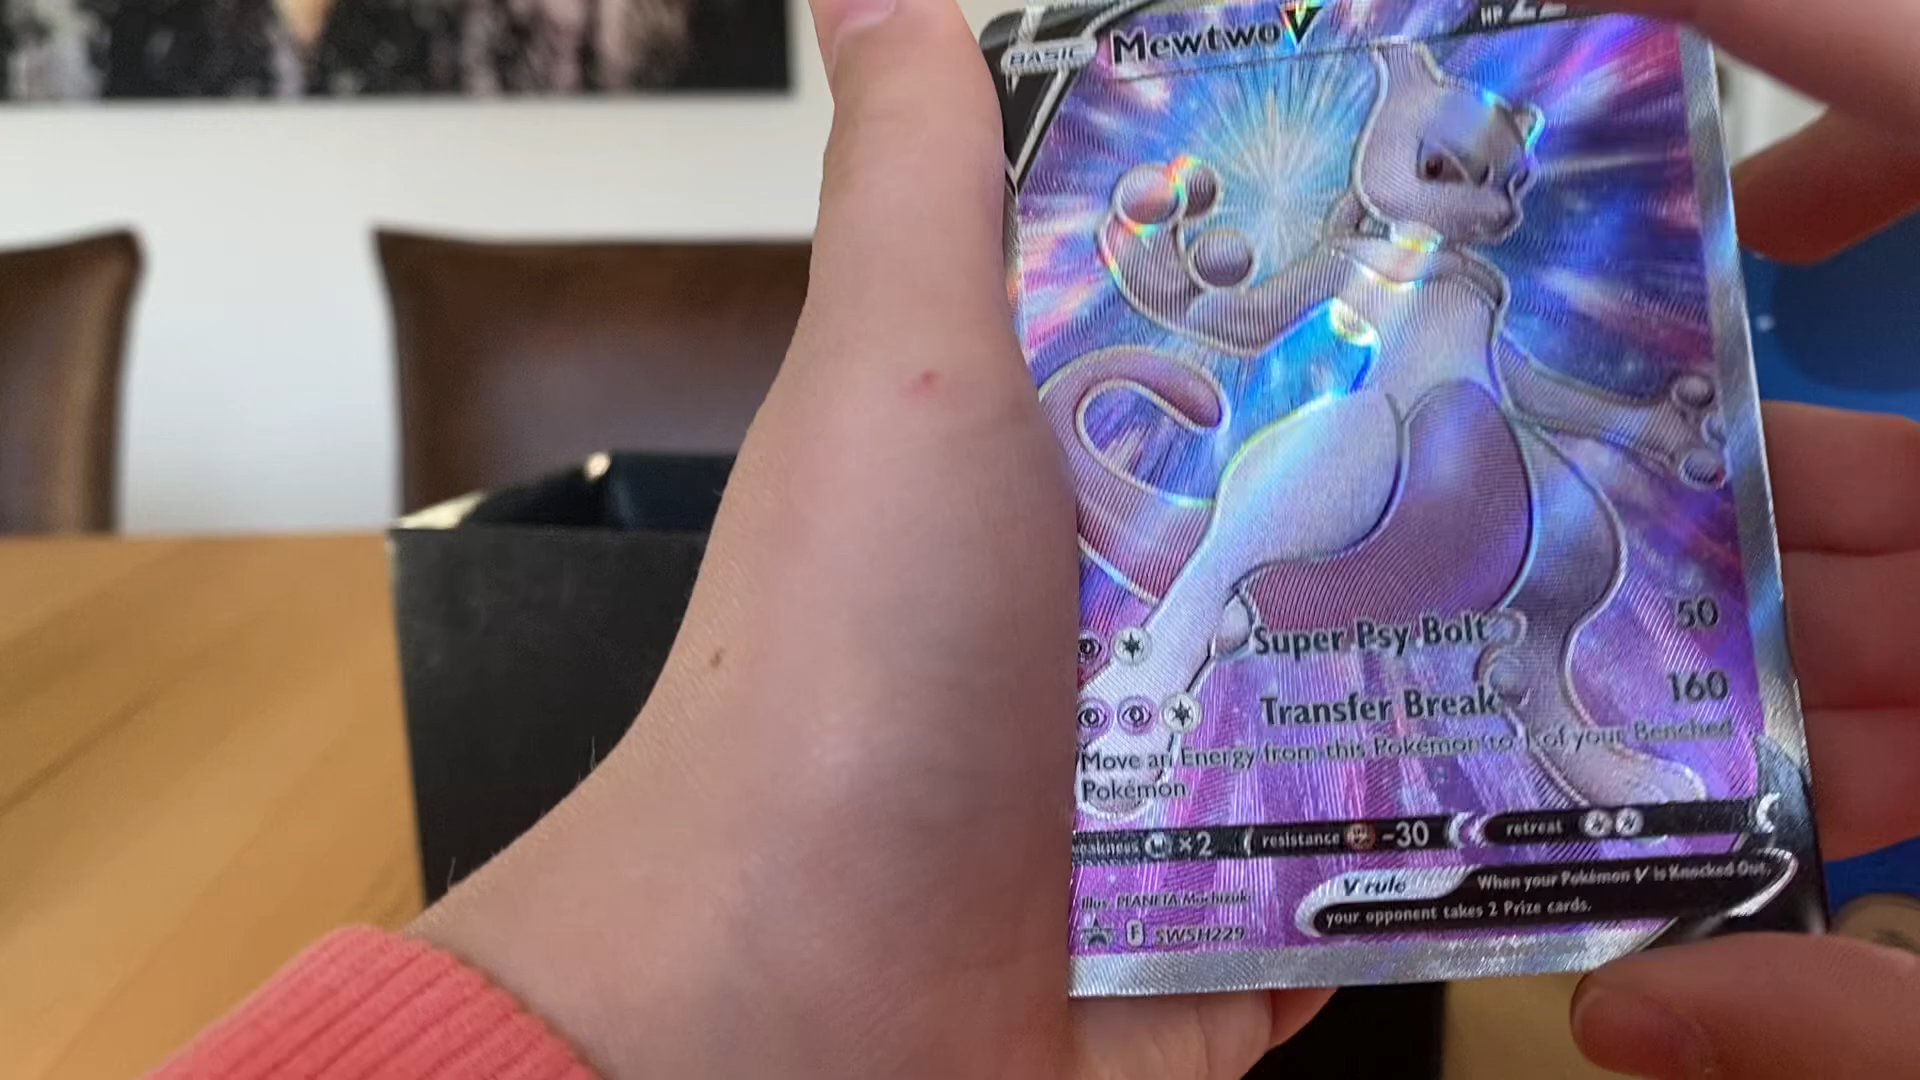 BASIC Mewtwo V HP
Super Psy Bolt 50
Transfer Break 160
Move an Energy from this Pokémon to 1 of your Benched
Pokémon
weakness ×2 resistance -30 retreat
V rule When your Pokémon V is Knocked Out,
your opponent takes 2 Prize cards.
Illus. PLANETA Mochizuki
F SWSH229